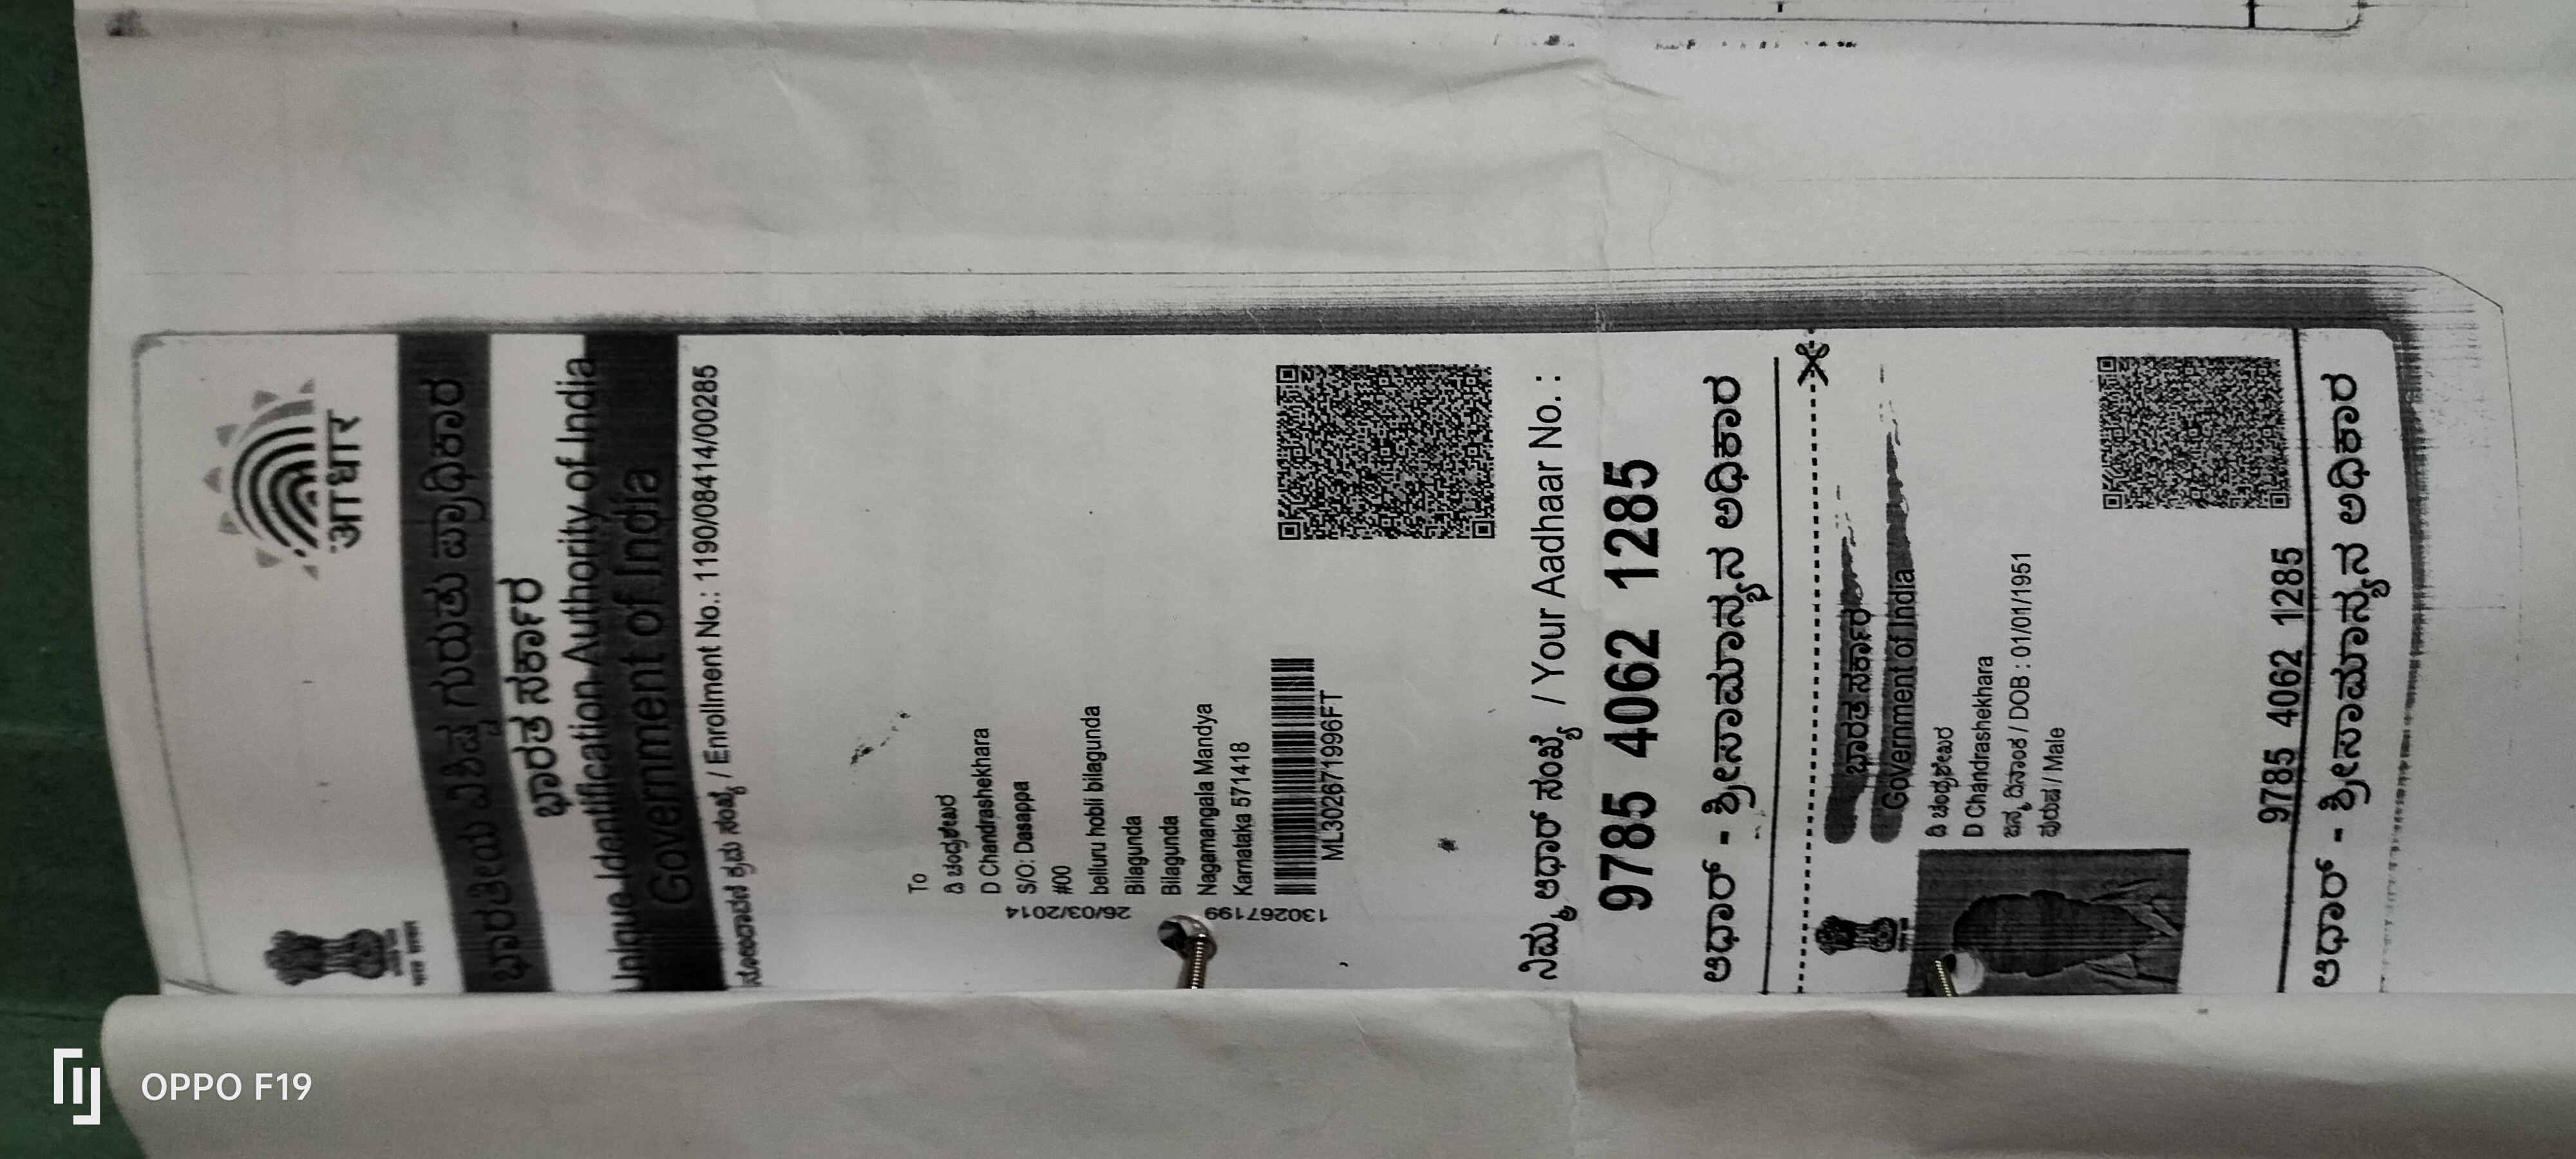 आधार
ಭಾರತೀಯ ವಿಶಿಷ್ಟ ಗುರುತು ಪ್ರಾಧಿಕಾರ
ಭಾರತ ಸರ್ಕಾರ
Unique Identification Authority of India
Government of India
ನೋಂದಾವಣೆ ಕ್ರಮ ಸಂಖ್ಯೆ / Enrollment No.: 1190/08414/00285
To
ಡಿ ಚಂದ್ರಶೇಖರ
D Chandrashekhara
S/O: Dasappa
#00
belluru hobli bilagunda
Bilagunda
Bilagunda
Nagamangala Mandya
Karnataka 571418
26/03/2014
130267199
ML302671996FT
ನಿಮ್ಮ ಆಧಾರ್ ಸಂಖ್ಯೆ / Your Aadhaar No. :
9785 4062 1285
ಆಧಾರ್ - ಶ್ರೀಸಾಮಾನ್ಯನ ಅಧಿಕಾರ
ಭಾರತ ಸರ್ಕಾರ
Government of India
ಡಿ ಚಂದ್ರಶೇಖರ
D Chandrashekhara
ಜನ್ಮ ದಿನಾಂಕ / DOB : 01/01/1951
ಪುರುಷ / Male
9785 4062 1285
ಆಧಾರ್ - ಶ್ರೀಸಾಮಾನ್ಯನ ಅಧಿಕಾರ
OPPO F19